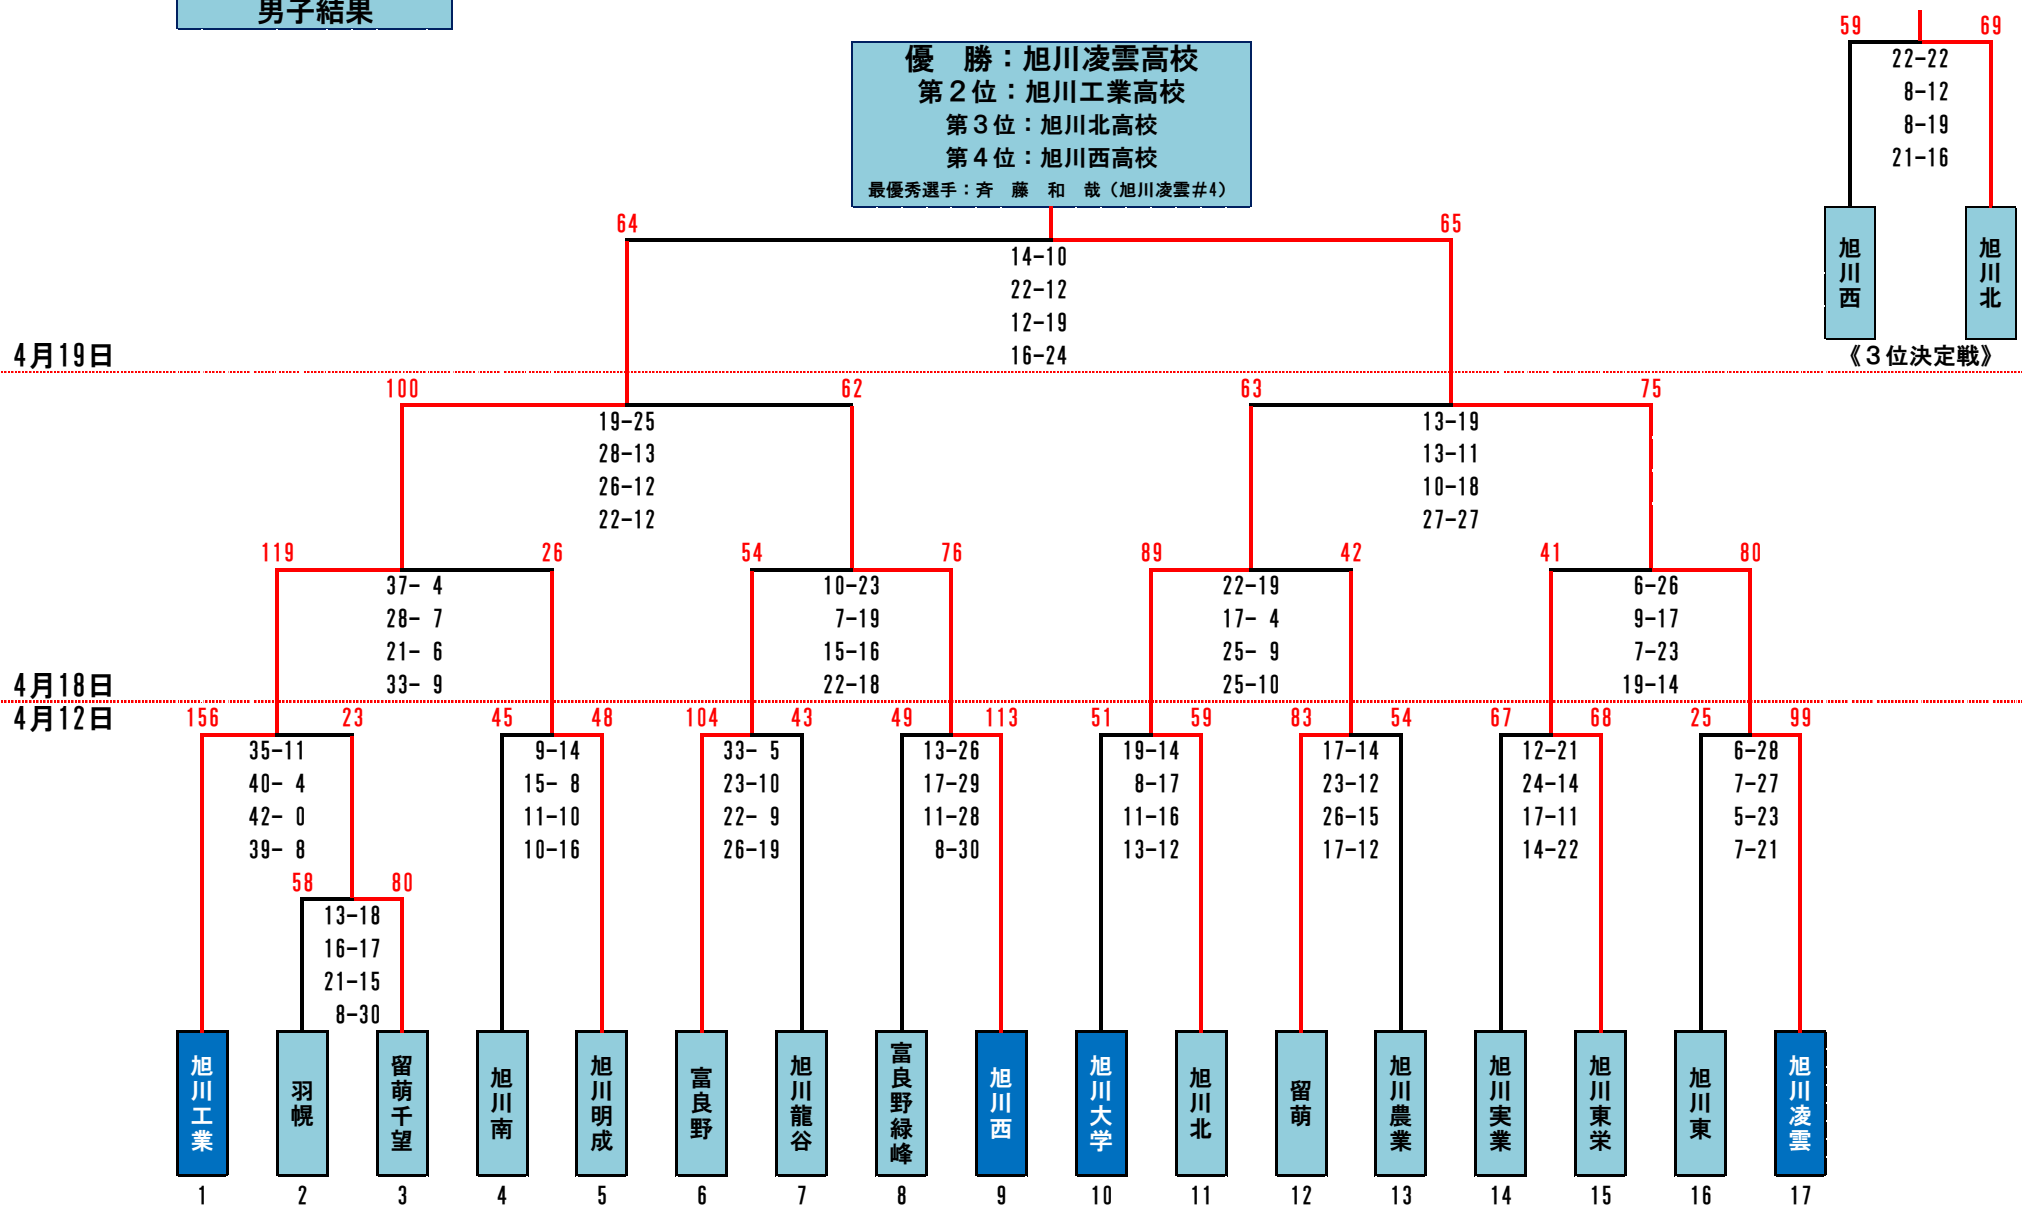 男子結果
59 69
22-22
8-12
8-19
21-16
旭川西
旭川北
《３位決定戦》
優　勝：旭川凌雲高校
第２位：旭川工業高校
第３位：旭川北高校
第４位：旭川西高校
最優秀選手：斉　藤　和　哉（旭川凌雲＃4）
64 65
14-10
22-12
12-19
16-24
4月19日
100 62 63 75
19-25 13-19
28-13 13-11
26-12 10-18
22-12 27-27
119 26 54 76 89 42 41 80
37- 4 10-23 22-19 6-26
28- 7 7-19 17- 4 9-17
21- 6 15-16 25- 9 7-23
33- 9 22-18 25-10 19-14
4月18日
4月12日
156 23 45 48 104 43 49 113 51 59 83 54 67 68 25 99
35-11 9-14 33- 5 13-26 19-14 17-14 12-21 6-28
40- 4 15- 8 23-10 17-29 8-17 23-12 24-14 7-27
42- 0 11-10 22- 9 11-28 11-16 26-15 17-11 5-23
39- 8 10-16 26-19 8-30 13-12 17-12 14-22 7-21
58 80
13-18
16-17
21-15
8-30
旭川工業
羽幌
留萌千望
旭川南
旭川明成
富良野
旭川龍谷
富良野緑峰
旭川西
旭川大学
旭川北
留萌
旭川農業
旭川実業
旭川東栄
旭川東
旭川凌雲
1 2 3 4 5 6 7 8 9 10 11 12 13 14 15 16 17